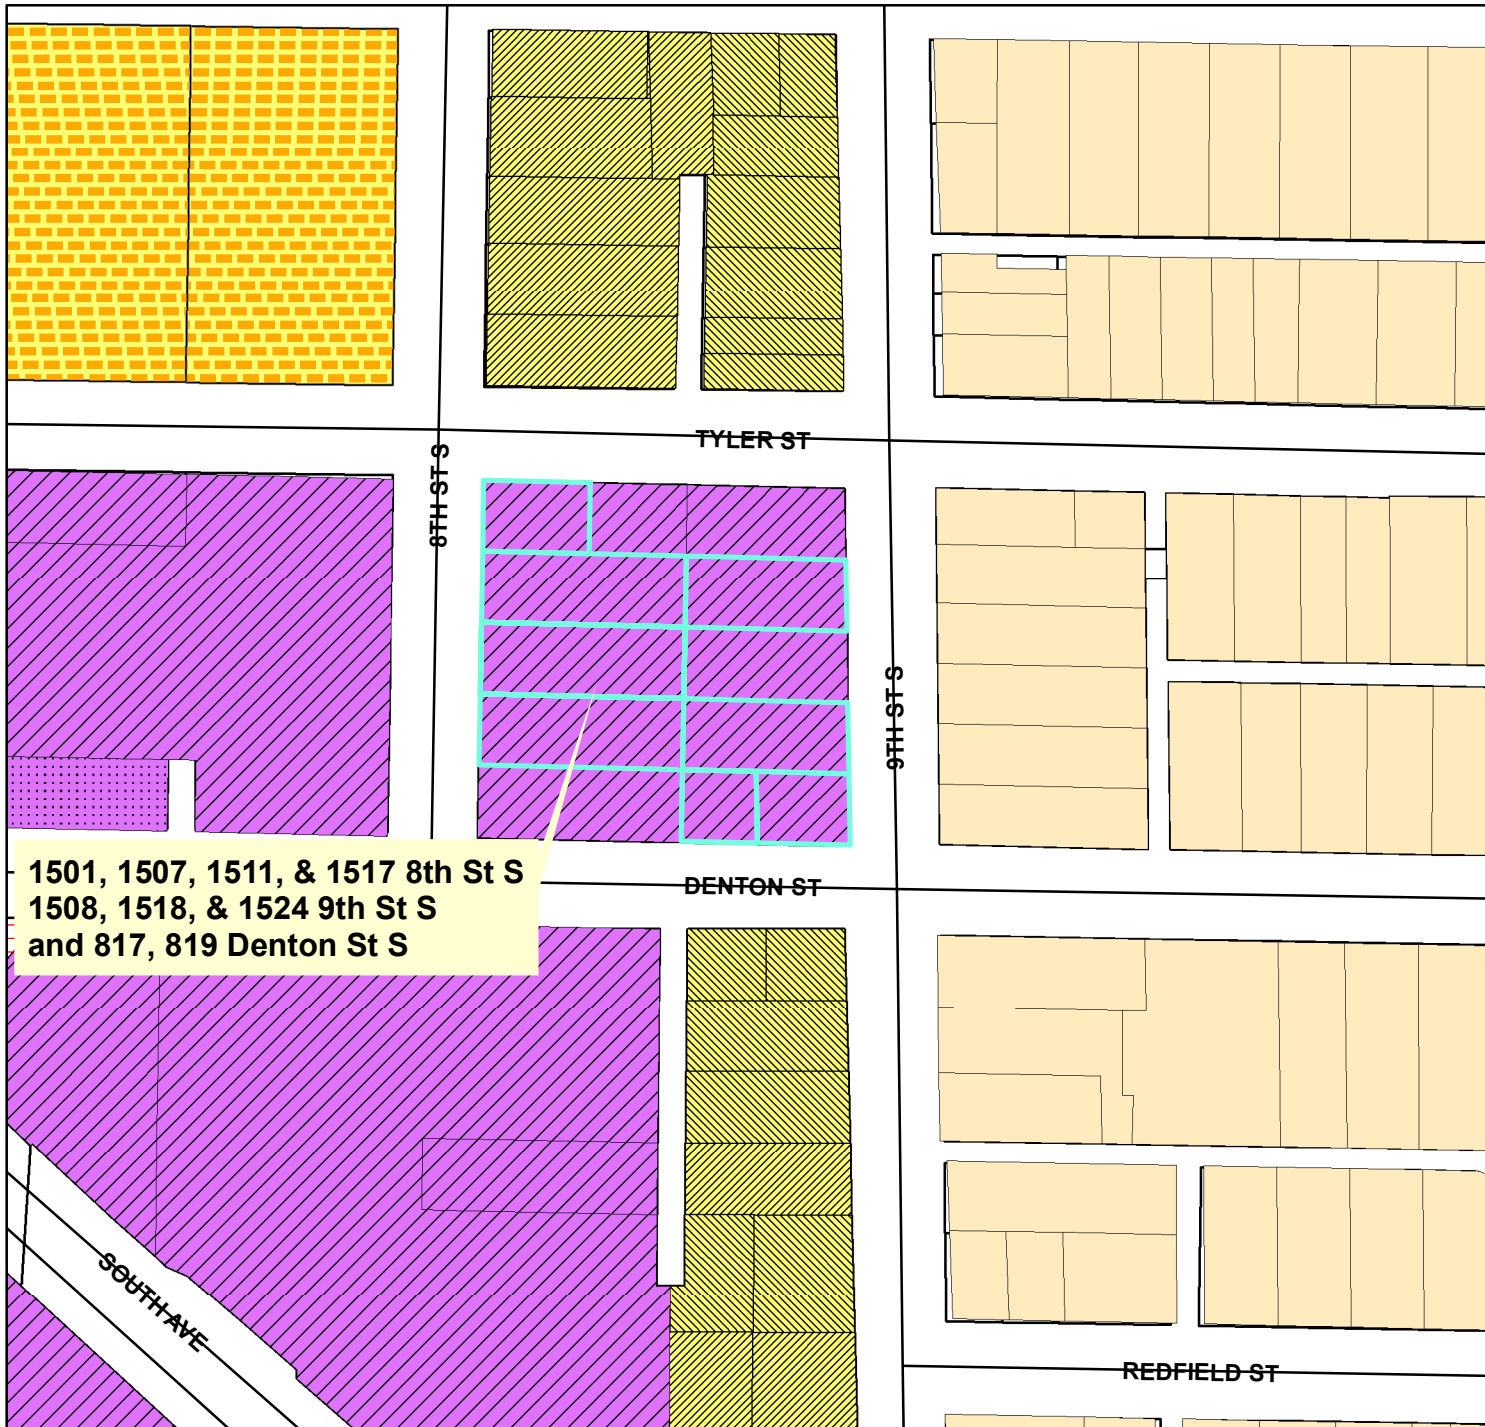 TYLER ST
8TH ST S
9TH ST S
1501, 1507, 1511, & 1517 8th St S
1508, 1518, & 1524 9th St S
and 817, 819 Denton St S
DENTON ST
SOUTH AVE
REDFIELD ST